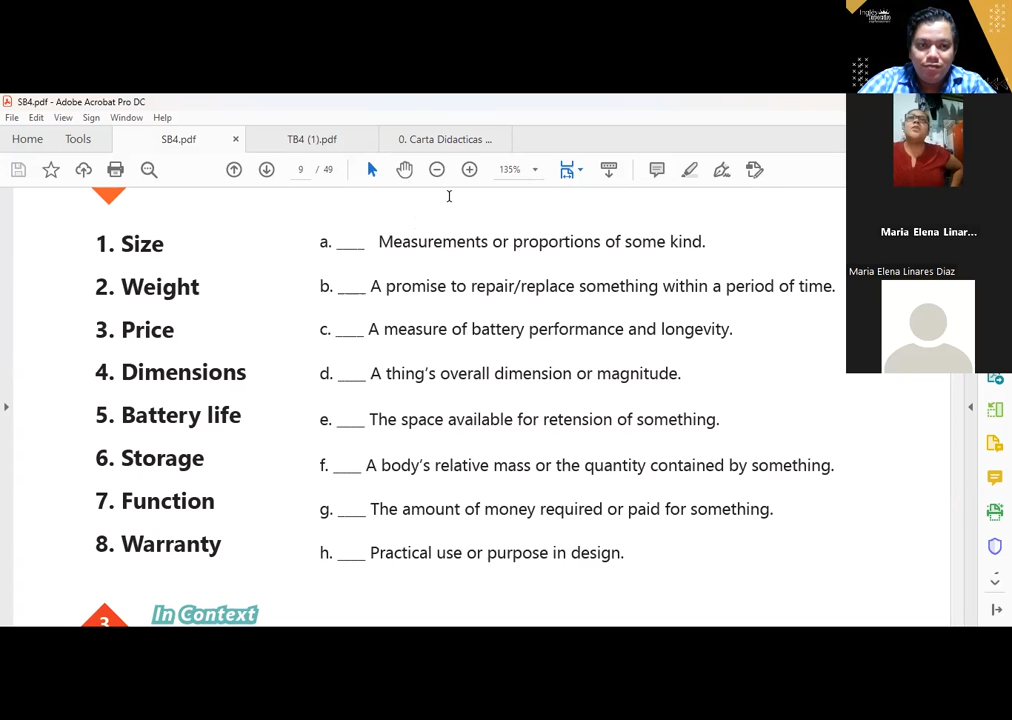 Inglés
SB4.pdf - Adobe Acrobat Pro DC
File Edit View Sign Window Help
Home Tools SB4.pdf × TB4 (1).pdf 0. Carta Didacticas ...
9 / 49 135%
1. Size
2. Weight
3. Price
4. Dimensions
5. Battery life
6. Storage
7. Function
8. Warranty
a. ____ Measurements or proportions of some kind.
b. ____ A promise to repair/replace something within a period of time.
c. ____ A measure of battery performance and longevity.
d. ____ A thing's overall dimension or magnitude.
e. ____ The space available for retension of something.
f. ____ A body's relative mass or the quantity contained by something.
g. ____ The amount of money required or paid for something.
h. ____ Practical use or purpose in design.
3 In Context
Maria Elena Linar...
Maria Elena Linares Diaz